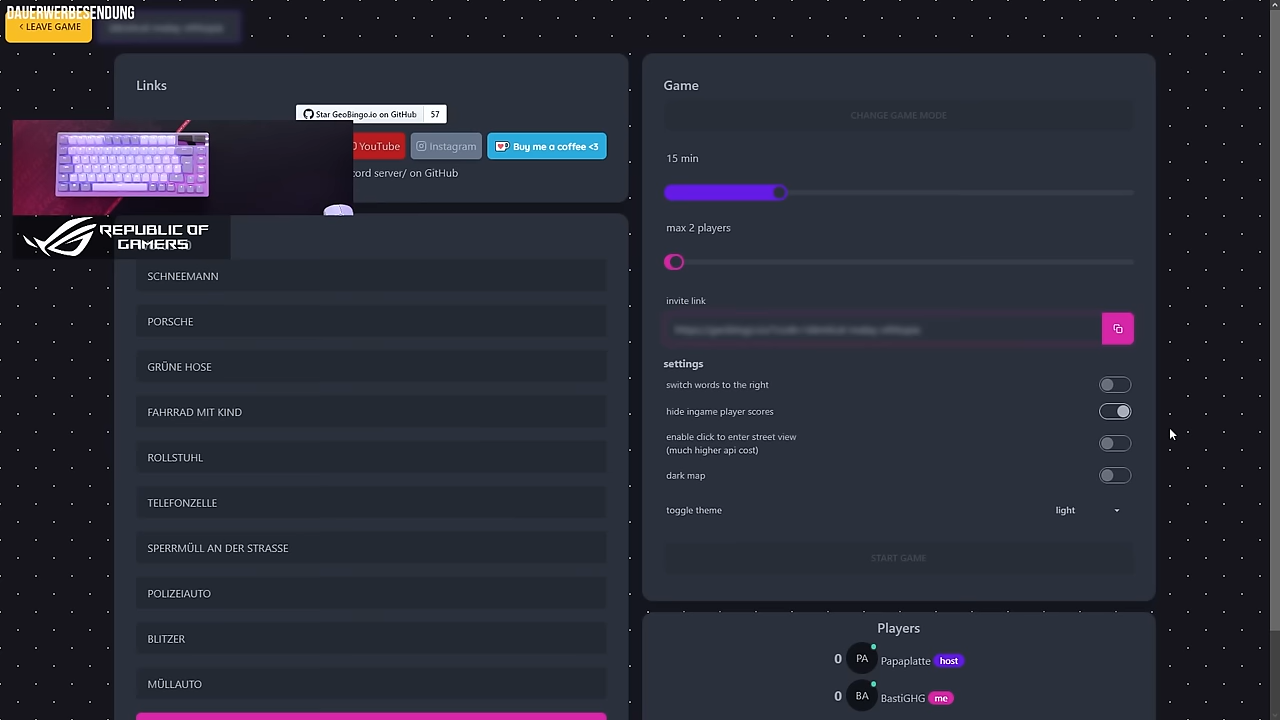 DAUERWERBESENDUNG
< LEAVE GAME
Links
Star GeoBingo.io on GitHub 57
YouTube
Instagram
Buy me a coffee <3
cord server/ on GitHub
REPUBLIC OF
GAMERS
SCHNEEMANN
PORSCHE
GRÜNE HOSE
FAHRRAD MIT KIND
ROLLSTUHL
TELEFONZELLE
SPERRMÜLL AN DER STRASSE
POLIZEIAUTO
BLITZER
MÜLLAUTO
Game
CHANGE GAME MODE
15 min
max 2 players
invite link
settings
switch words to the right
hide ingame player scores
enable click to enter street view
(much higher api cost)
dark map
toggle theme light
START GAME
Players
0 PA Papaplatte host
0 BA BastiGHG me